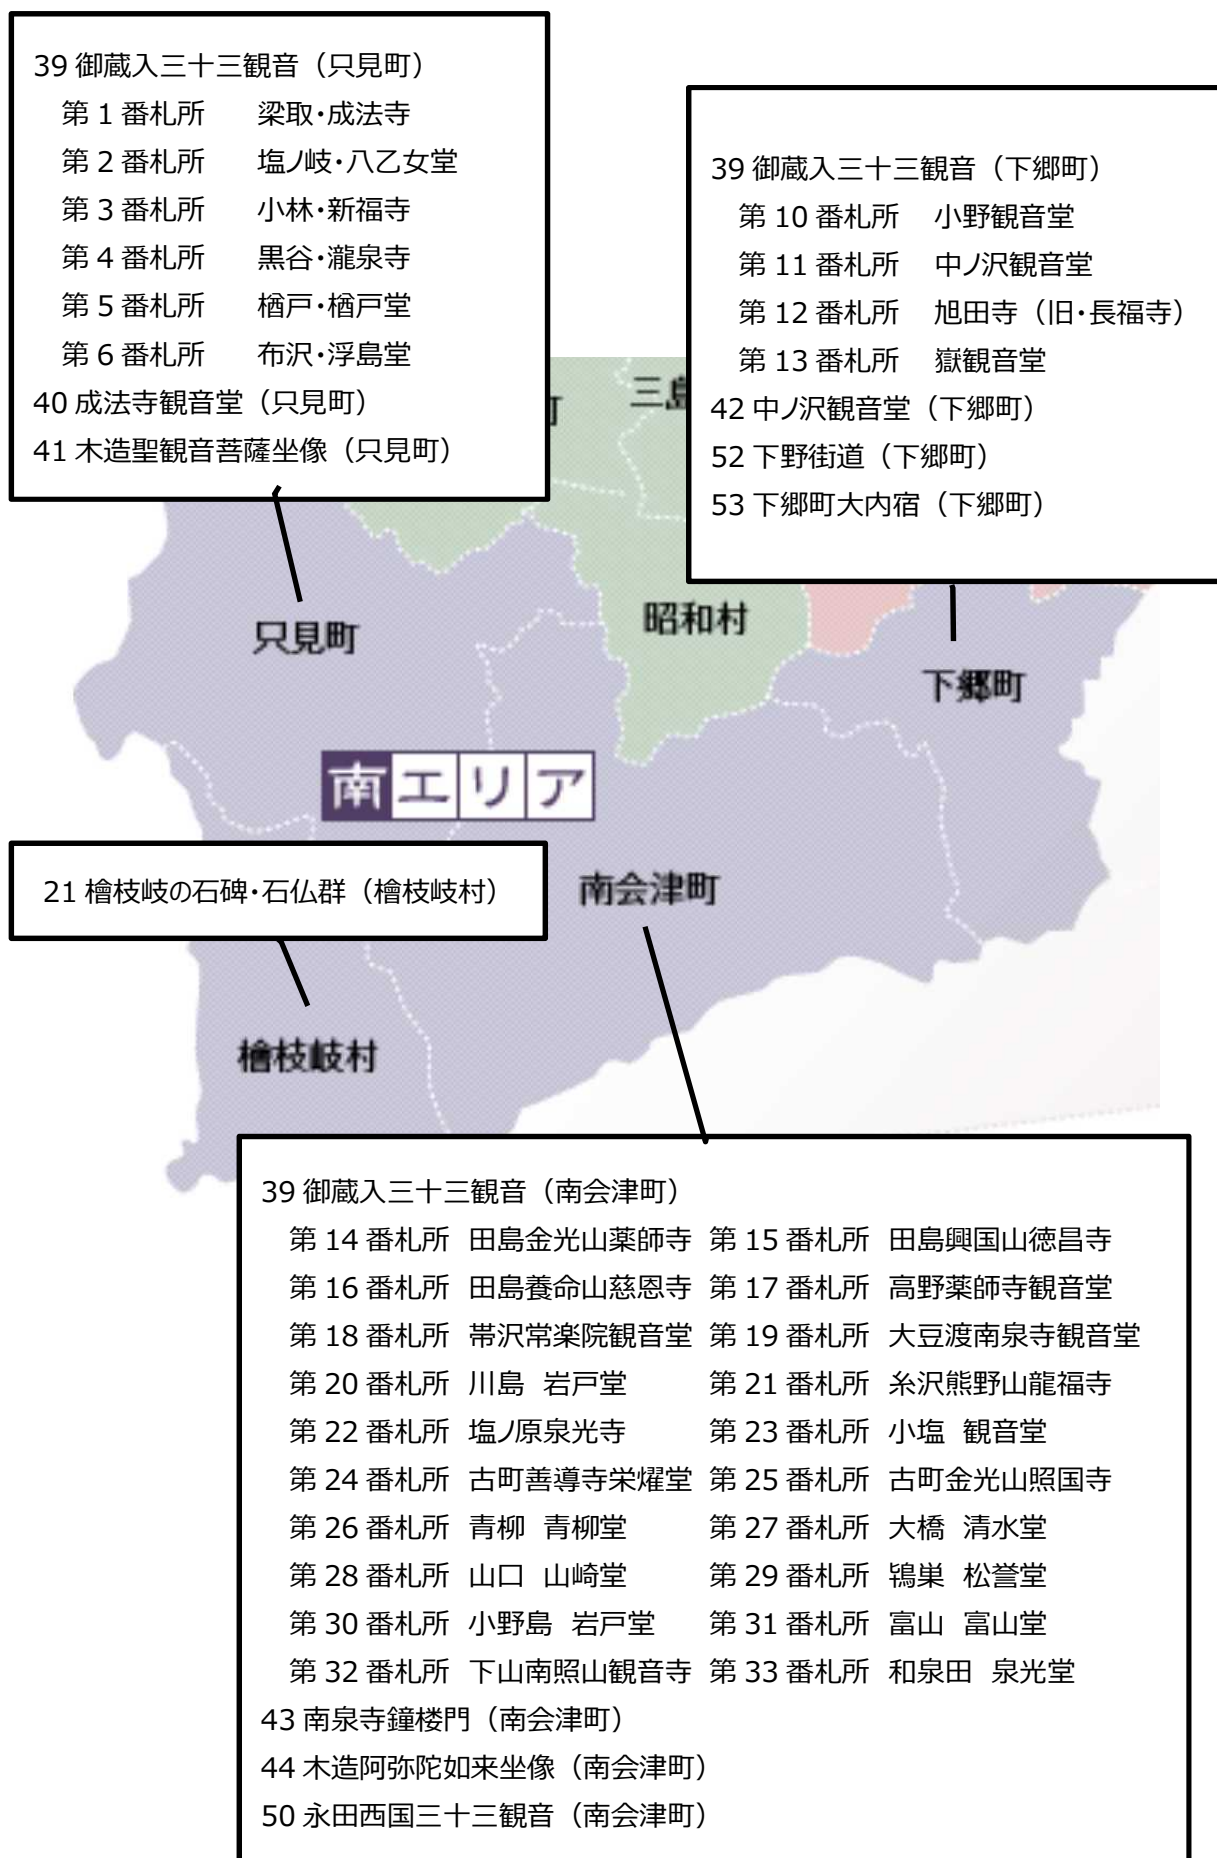 39 御蔵入三十三観音（只見町）
第 1 番札所 梁取・成法寺
第 2 番札所 塩ノ岐・八乙女堂
第 3 番札所 小林・新福寺
第 4 番札所 黒谷・瀧泉寺
第 5 番札所 楢戸・楢戸堂
第 6 番札所 布沢・浮島堂
40 成法寺観音堂（只見町）
41 木造聖観音菩薩坐像（只見町）
39 御蔵入三十三観音（下郷町）
第 10 番札所 小野観音堂
第 11 番札所 中ノ沢観音堂
第 12 番札所 旭田寺（旧・長福寺）
第 13 番札所 嶽観音堂
42 中ノ沢観音堂（下郷町）
52 下野街道（下郷町）
53 下郷町大内宿（下郷町）
町
三島
昭和村
只見町
下郷町
南エリア
21 檜枝岐の石碑・石仏群（檜枝岐村）
南会津町
檜枝岐村
39 御蔵入三十三観音（南会津町）
第 14 番札所 田島金光山薬師寺 第 15 番札所 田島興国山徳昌寺
第 16 番札所 田島養命山慈恩寺 第 17 番札所 高野薬師寺観音堂
第 18 番札所 帯沢常楽院観音堂 第 19 番札所 大豆渡南泉寺観音堂
第 20 番札所 川島 岩戸堂 第 21 番札所 糸沢熊野山龍福寺
第 22 番札所 塩ノ原泉光寺 第 23 番札所 小塩 観音堂
第 24 番札所 古町善導寺栄燿堂 第 25 番札所 古町金光山照国寺
第 26 番札所 青柳 青柳堂 第 27 番札所 大橋 清水堂
第 28 番札所 山口 山崎堂 第 29 番札所 鴇巣 松誉堂
第 30 番札所 小野島 岩戸堂 第 31 番札所 富山 富山堂
第 32 番札所 下山南照山観音寺 第 33 番札所 和泉田 泉光堂
43 南泉寺鐘楼門（南会津町）
44 木造阿弥陀如来坐像（南会津町）
50 永田西国三十三観音（南会津町）